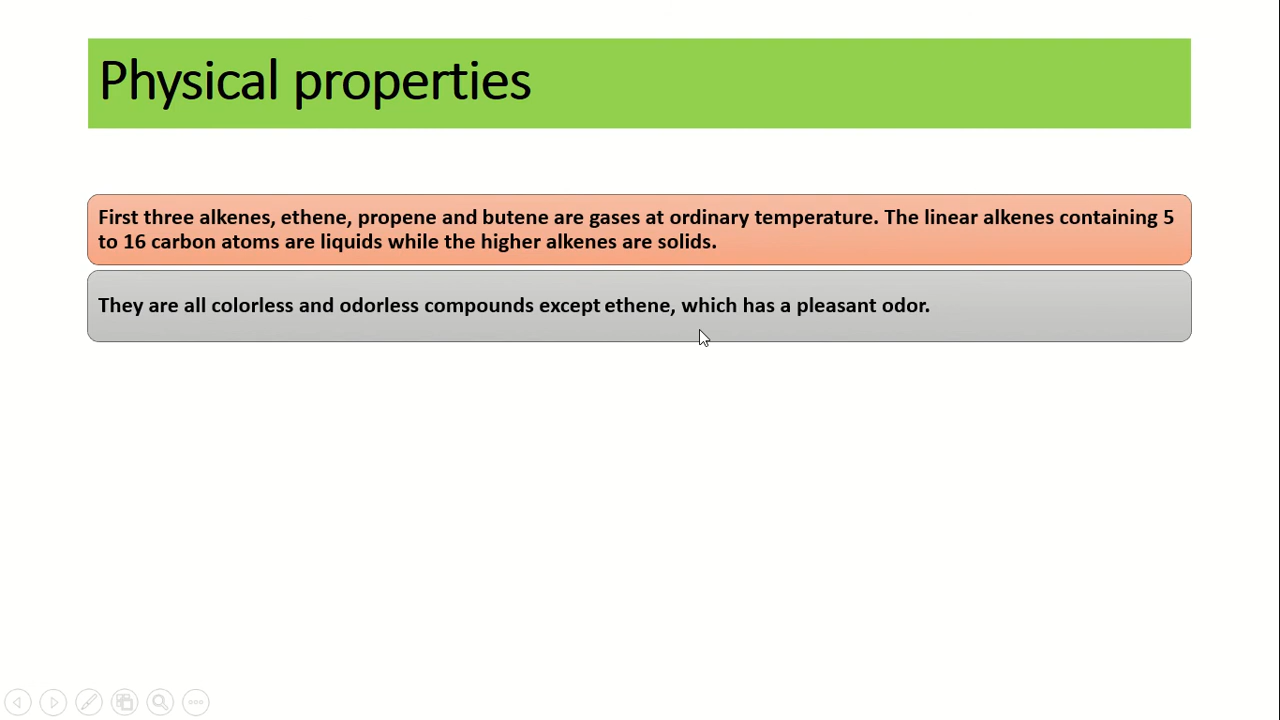 Physical properties
First three alkenes, ethene, propene and butene are gases at ordinary temperature. The linear alkenes containing 5
to 16 carbon atoms are liquids while the higher alkenes are solids.
They are all colorless and odorless compounds except ethene, which has a pleasant odor.